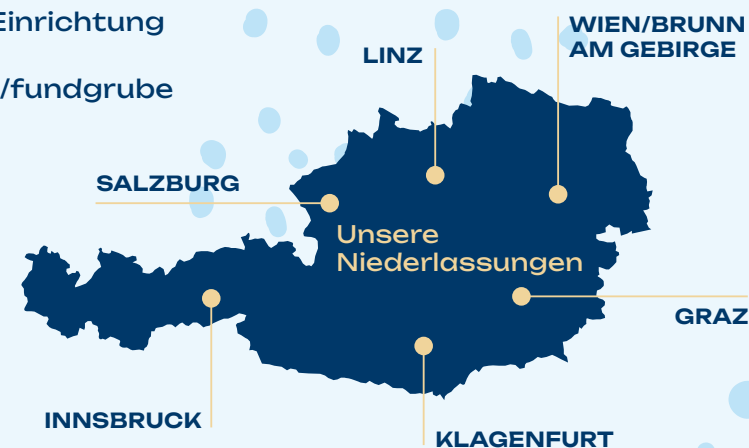 Einrichtung
/fundgrube
LINZ
WIEN/BRUNN
AM GEBIRGE
SALZBURG
Unsere
Niederlassungen
GRAZ
INNSBRUCK
KLAGENFURT